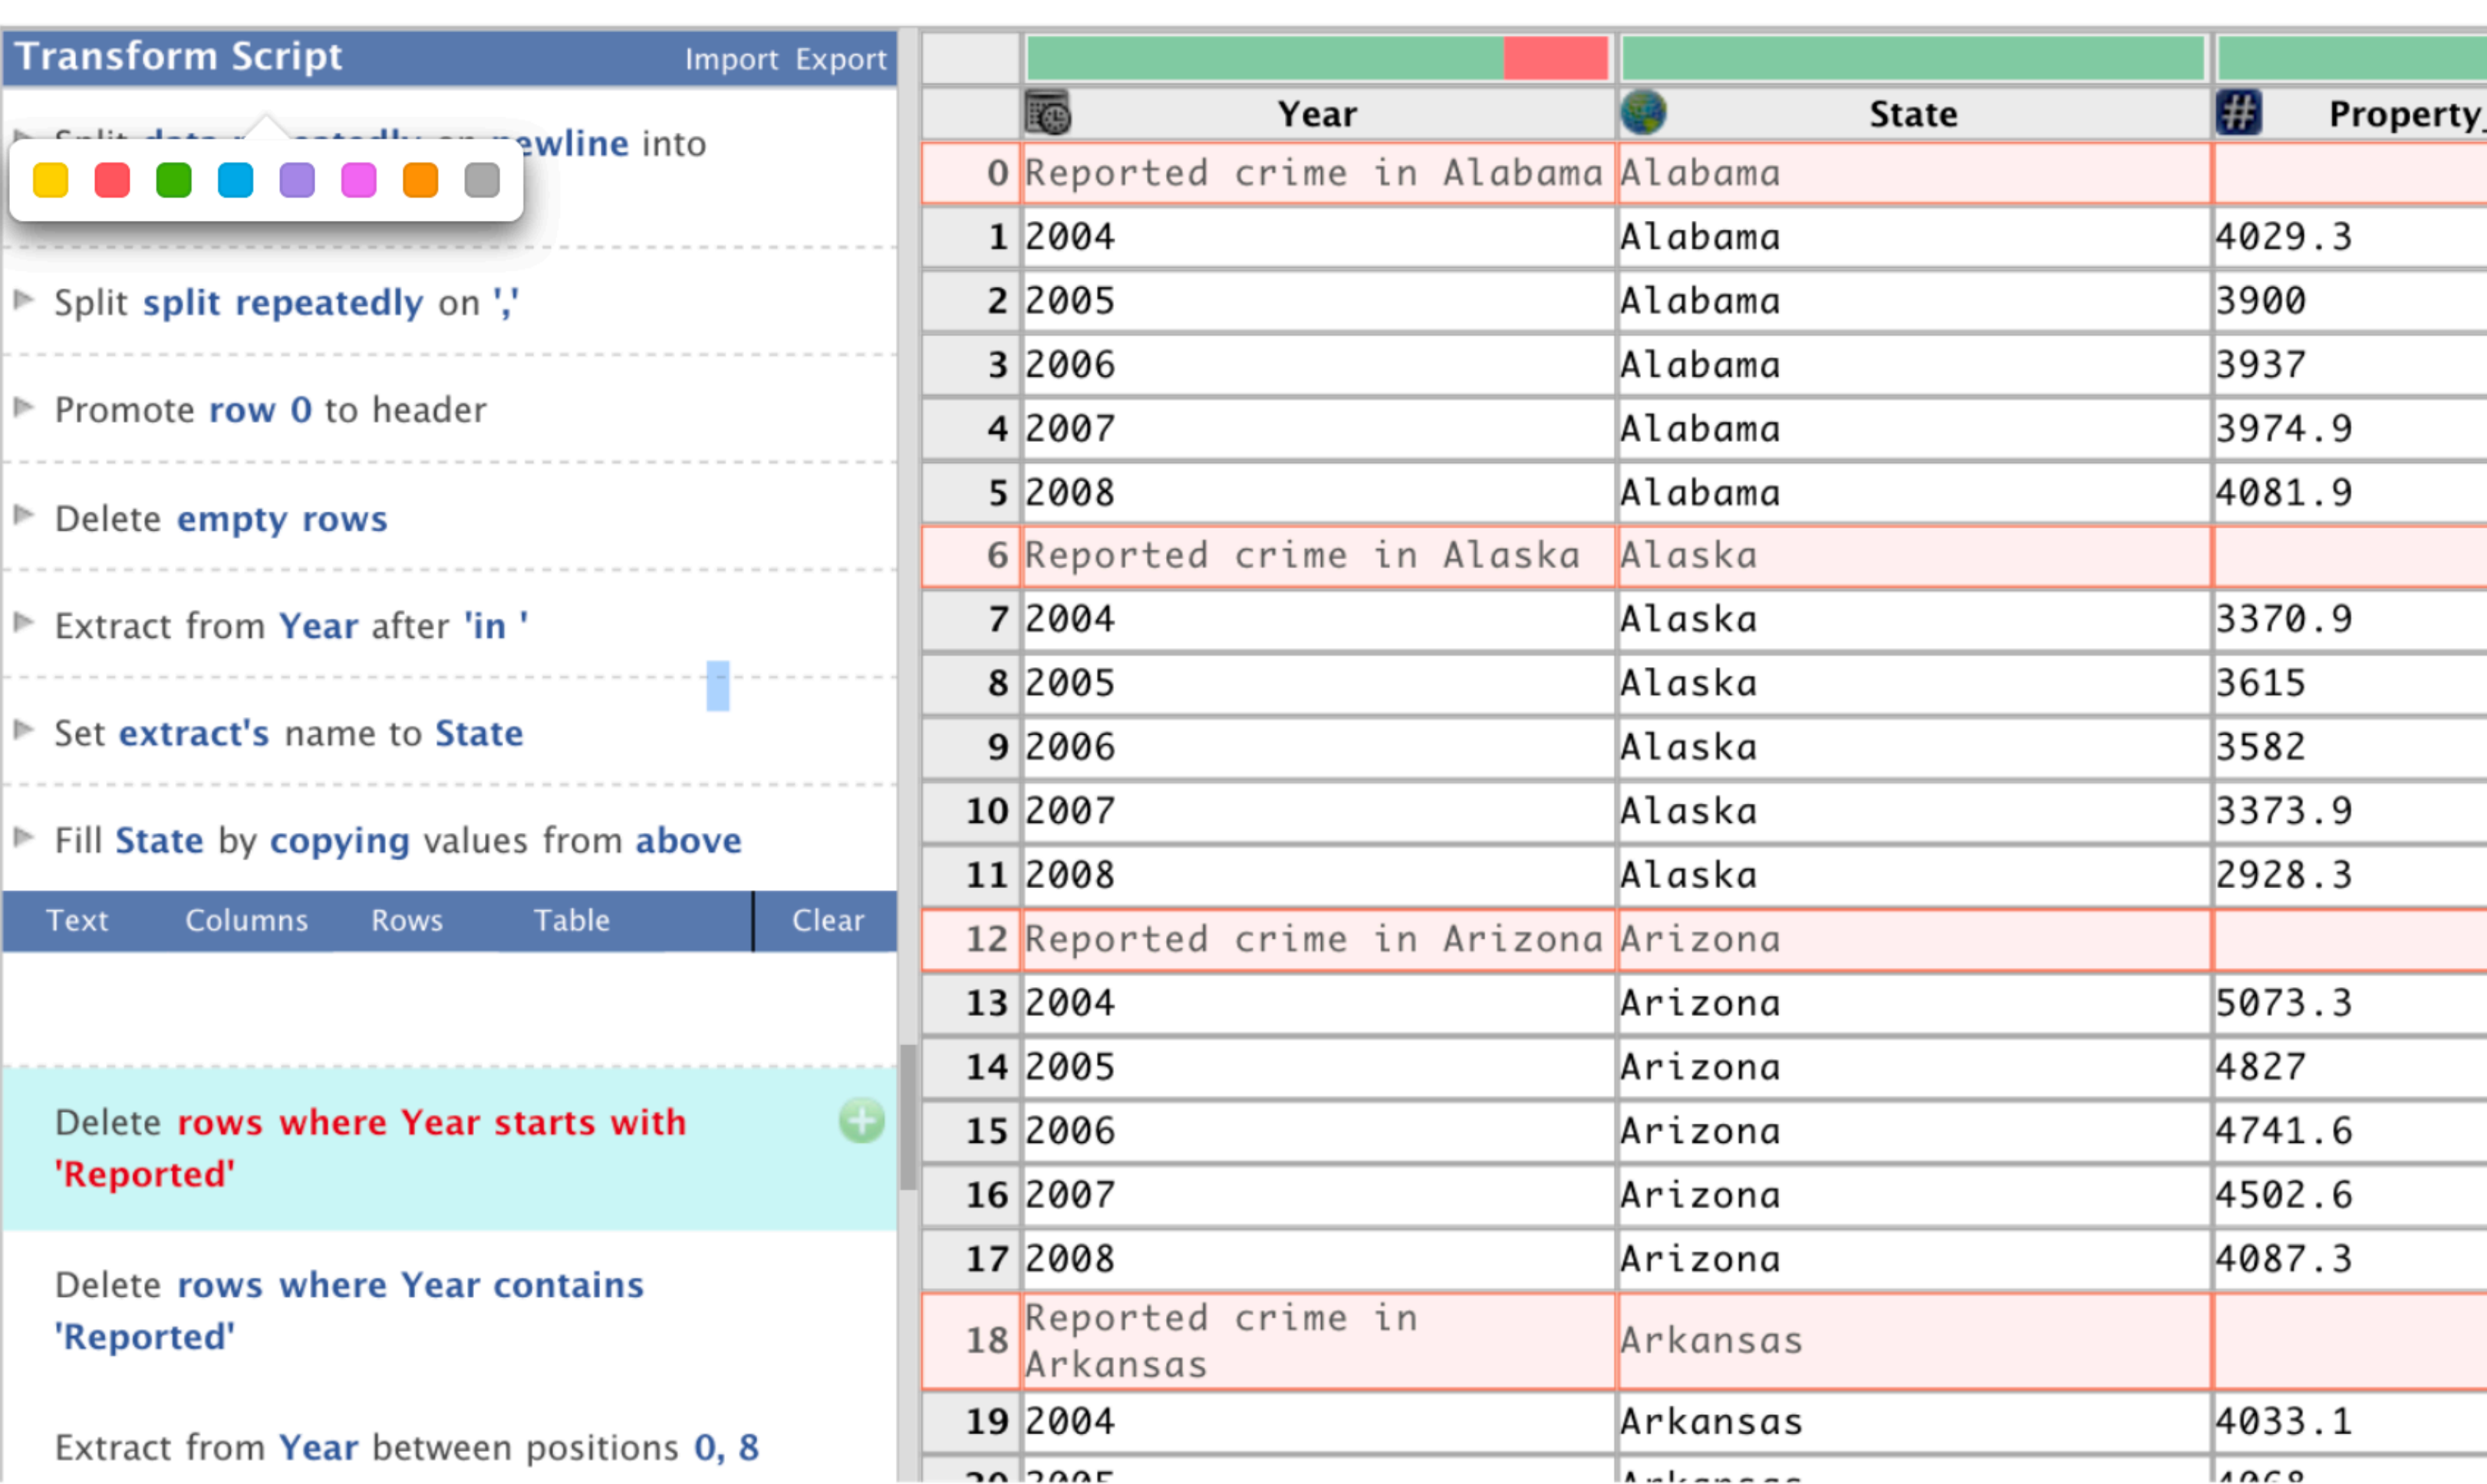 Transform Script Import Export
Split data newline into
Split split repeatedly on ','
Promote row 0 to header
Delete empty rows
Extract from Year after 'in '
Set extract's name to State
Fill State by copying values from above
Text Columns Rows Table Clear
Delete rows where Year starts with
'Reported'
Delete rows where Year contains
'Reported'
Extract from Year between positions 0, 8
Year State # Property_
0 Reported crime in Alabama Alabama
1 2004 Alabama 4029.3
2 2005 Alabama 3900
3 2006 Alabama 3937
4 2007 Alabama 3974.9
5 2008 Alabama 4081.9
6 Reported crime in Alaska Alaska
7 2004 Alaska 3370.9
8 2005 Alaska 3615
9 2006 Alaska 3582
10 2007 Alaska 3373.9
11 2008 Alaska 2928.3
12 Reported crime in Arizona Arizona
13 2004 Arizona 5073.3
14 2005 Arizona 4827
15 2006 Arizona 4741.6
16 2007 Arizona 4502.6
17 2008 Arizona 4087.3
18 Reported crime in
Arkansas Arkansas
19 2004 Arkansas 4033.1
20 2005 Arkansas 4068